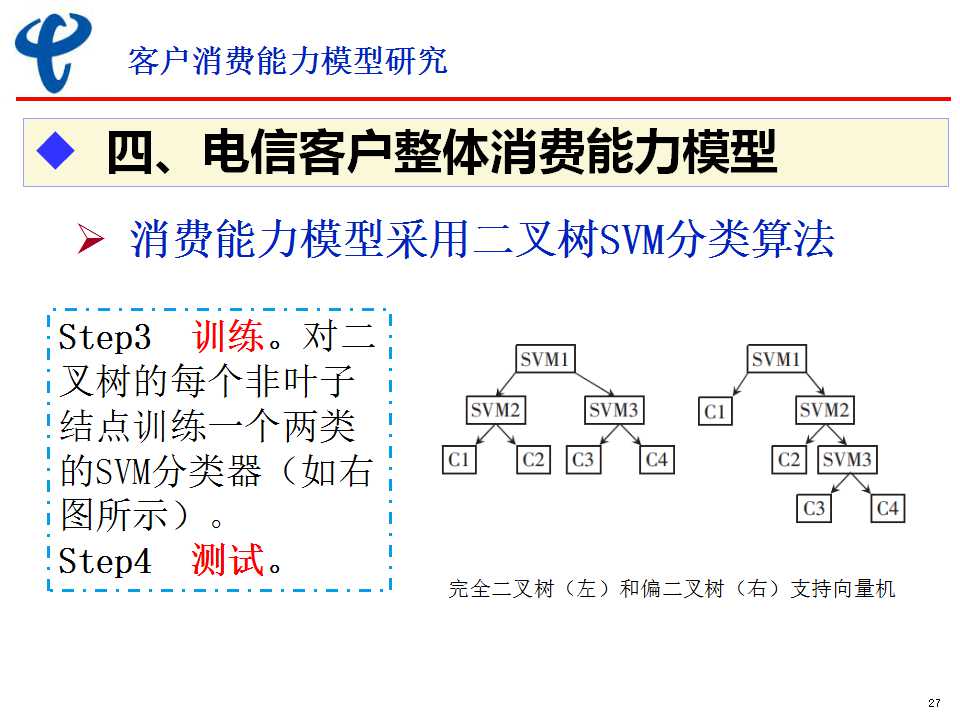 客户消费能力模型研究
四、电信客户整体消费能力模型
消费能力模型采用二叉树SVM分类算法
Step3 训练。对二
叉树的每个非叶子
结点训练一个两类
的SVM分类器（如右
图所示）。
Step4 测试。
SVM1
SVM2 SVM3
C1 C2 C3 C4
SVM1
C1 SVM2
C2 SVM3
C3 C4
完全二叉树（左）和偏二叉树（右）支持向量机
27